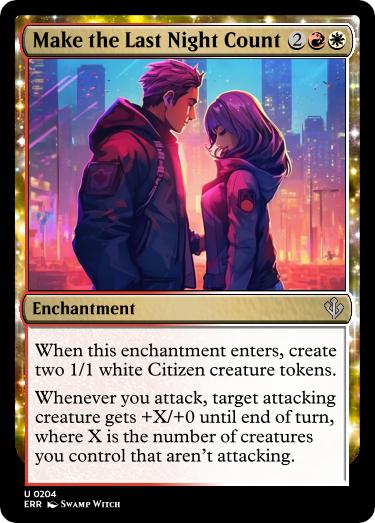 Make the Last Night Count 2
Enchantment
When this enchantment enters, create
two 1/1 white Citizen creature tokens.
Whenever you attack, target attacking
creature gets +X/+0 until end of turn,
where X is the number of creatures
you control that aren't attacking.
U 0204
ERR Swamp Witch